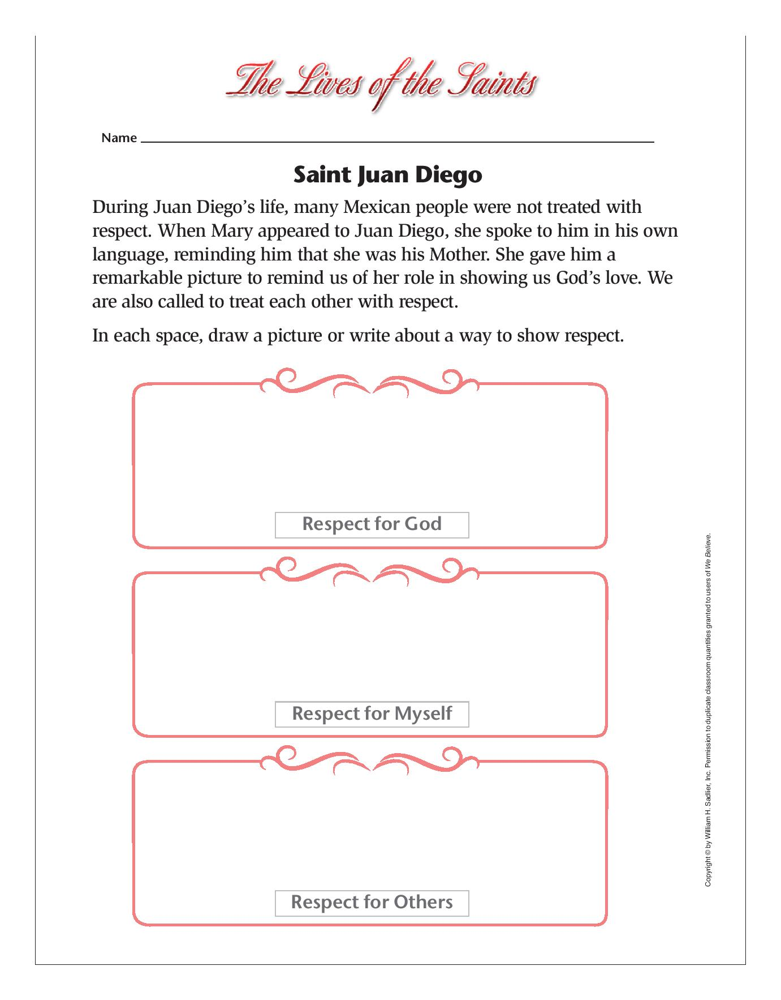 The Lives of the Saints
Name
Saint Juan Diego
During Juan Diego’s life, many Mexican people were not treated with
respect. When Mary appeared to Juan Diego, she spoke to him in his own
language, reminding him that she was his Mother. She gave him a
remarkable picture to remind us of her role in showing us God’s love. We
are also called to treat each other with respect.
In each space, draw a picture or write about a way to show respect.
Respect for God
Respect for Myself
Respect for Others
Copyright © by William H. Sadlier, Inc. Permission to duplicate classroom quantities granted to users of We Believe.